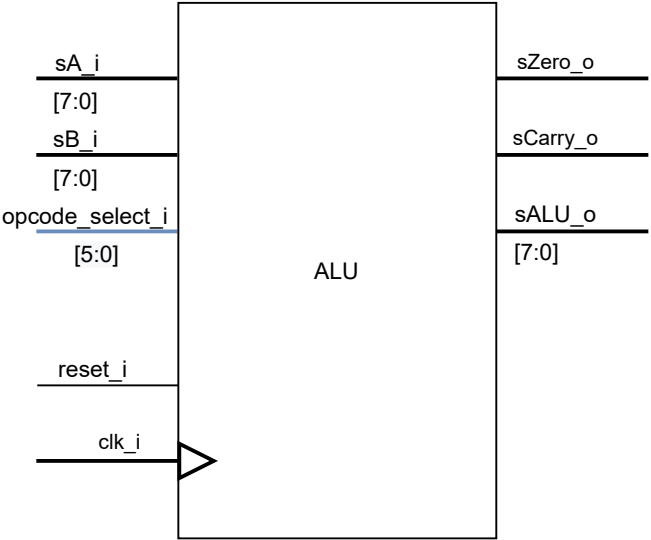 sA_i
[7:0]
sB_i
[7:0]
opcode_select_i
[5:0]
reset_i
clk_i
ALU
sZero_o
sCarry_o
sALU_o
[7:0]